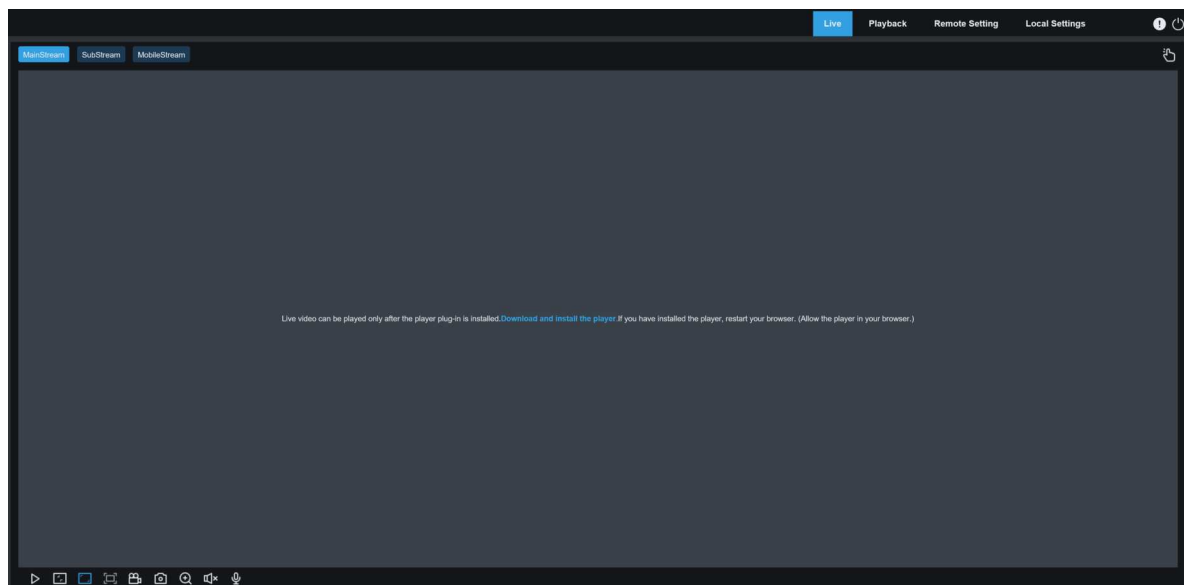 Live Playback Remote Setting Local Settings
MainStream SubStream MobileStream
Live video can be played only after the player plug-in is installed.Download and install the player.If you have installed the player, restart your browser. (Allow the player in your browser.)